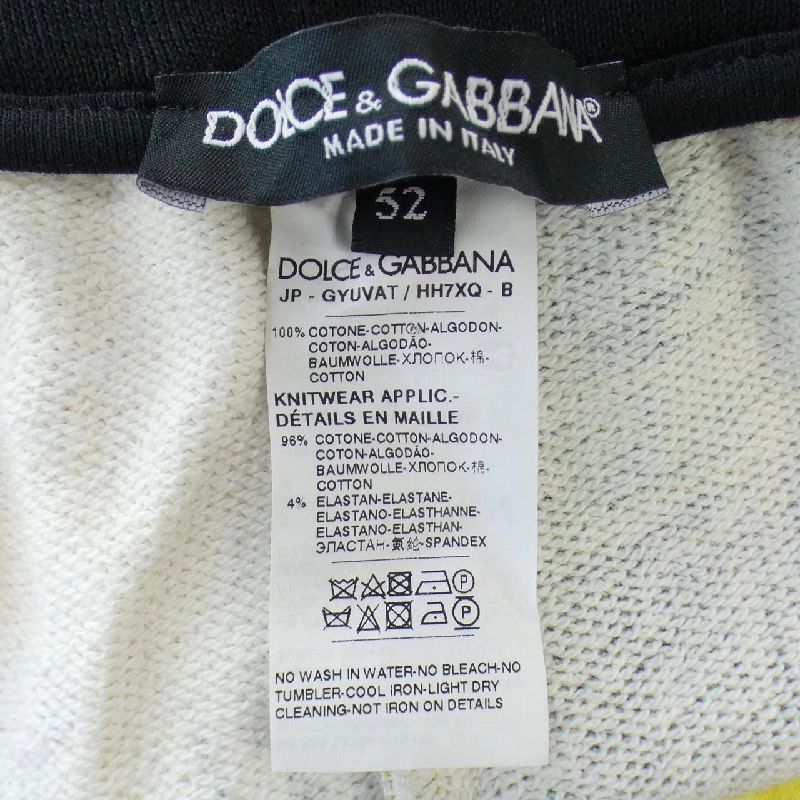 DOLCE & GABBANA®
MADE IN ITALY
52
DOLCE & GABBANA
JP - GYUVAT / HH7XQ - B
100% COTONE-COTTON-ALGODON-
COTON-ALGODÃO-
BAUMWOLLE-ХЛОПОК-棉-
COTTON
KNITWEAR APPLIC.-
DÉTAILS EN MAILLE
96% COTONE-COTTON-ALGODON-
COTON-ALGODÃO-
BAUMWOLLE-ХЛОПОК-棉-
COTTON
4% ELASTAN-ELASTANE-
ELASTANO-ELASTHANNE-
ELASTANO-ELASTHAN-
ЭЛАСТАН-氨纶-SPANDEX
P
P
NO WASH IN WATER-NO BLEACH-NO
TUMBLER-COOL IRON-LIGHT DRY
CLEANING-NOT IRON ON DETAILS